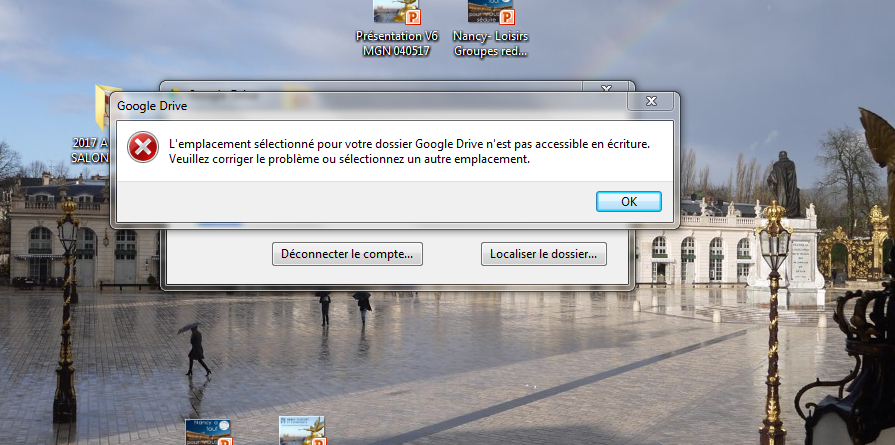 Présentation V6
MGN 040517
Nancy- Loisirs
Groupes red...
2017 A
SALON
Google Drive
L'emplacement sélectionné pour votre dossier Google Drive n'est pas accessible en écriture.
Veuillez corriger le problème ou sélectionnez un autre emplacement.
OK
Déconnecter le compte...
Localiser le dossier...